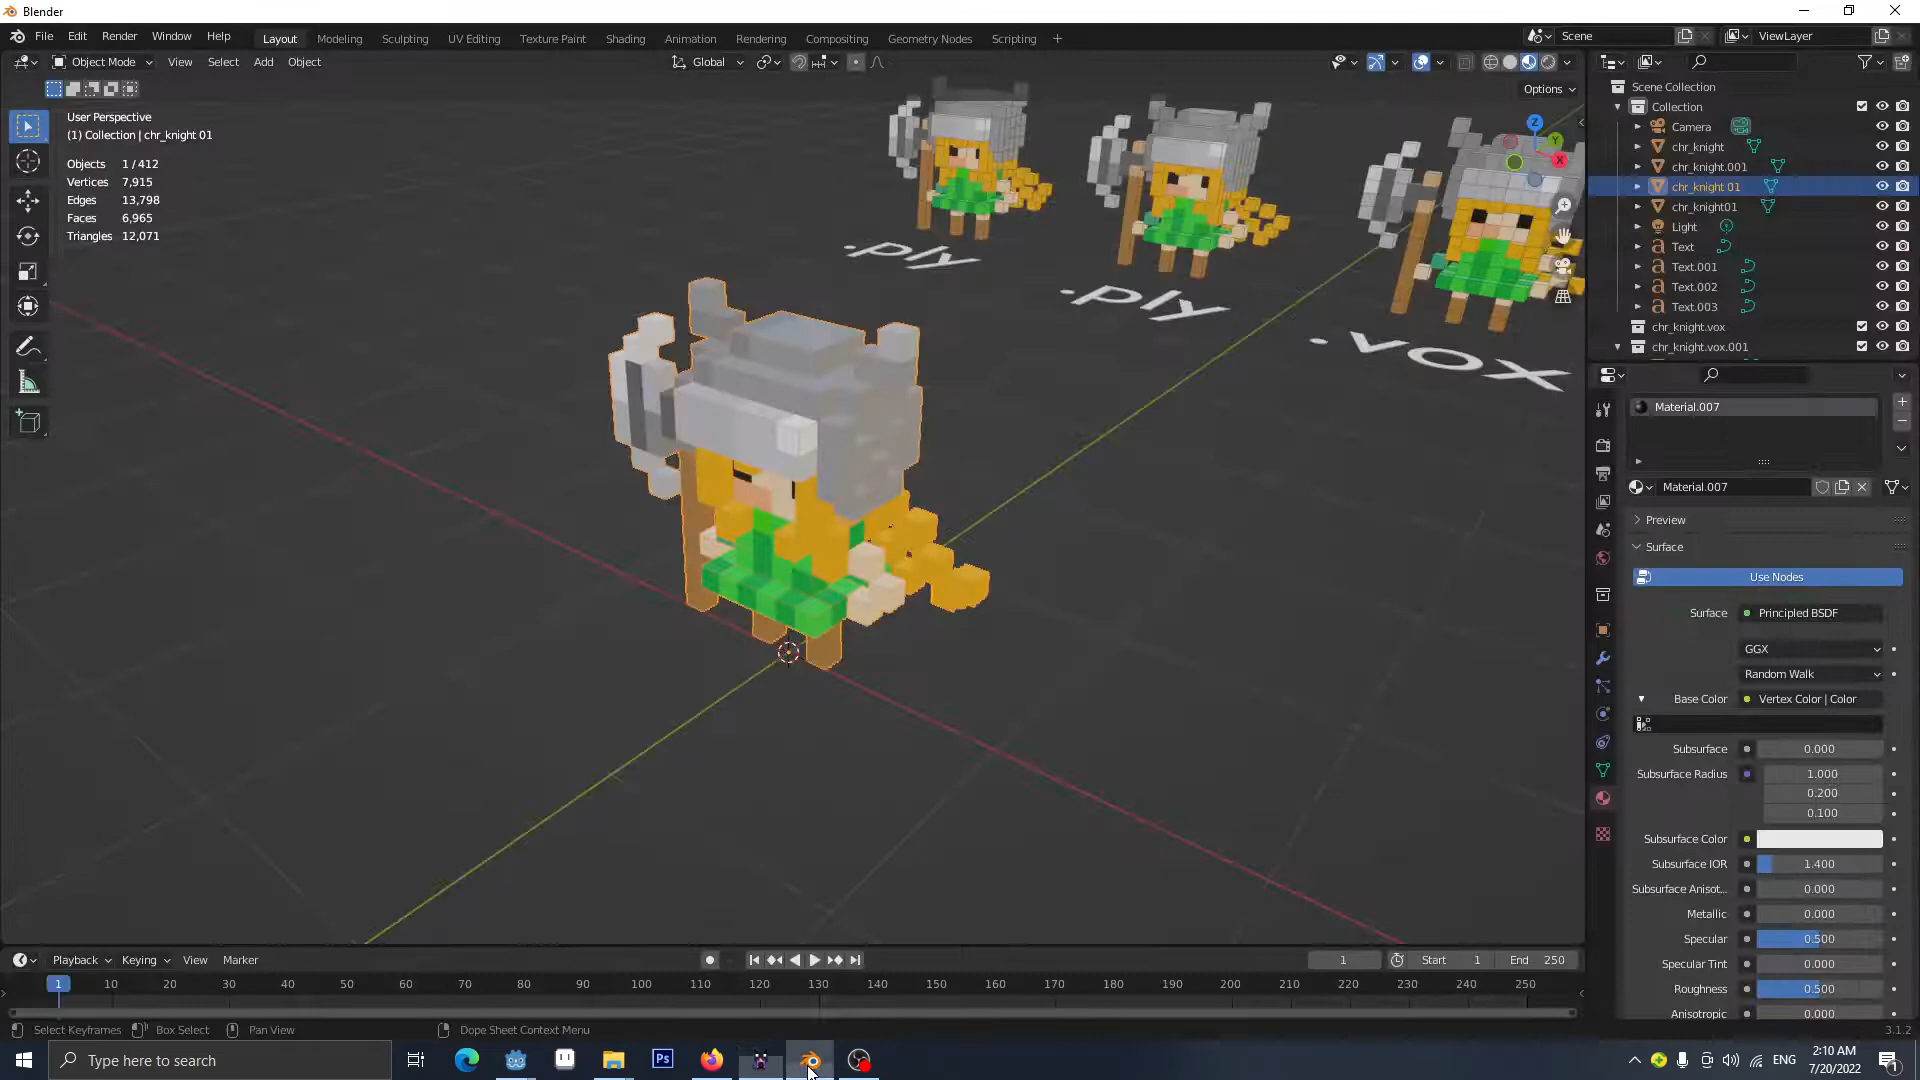 Blender
File Edit Render Window Help
Layout Modeling Sculpting UV Editing Texture Paint Shading Animation Rendering Compositing Geometry Nodes Scripting +
Scene
ViewLayer
Object Mode View Select Add Object
Global
Options
User Perspective
(1) Collection | chr_knight 01
Objects 1 / 412
Vertices 7,915
Edges 13,798
Faces 6,965
Triangles 12,071
.ply
.ply
.vox
Z
Y
X
Scene Collection
Collection
Camera
chr_knight
chr_knight.001
chr_knight 01
chr_knight01
Light
Text
Text.001
Text.002
Text.003
chr_knight.vox
chr_knight.vox.001
Material.007
Material.007
Preview
Surface
Use Nodes
Surface Principled BSDF
GGX
Random Walk
Base Color Vertex Color | Color
Subsurface 0.000
Subsurface Radius 1.000
0.200
0.100
Subsurface Color
Subsurface IOR 1.400
Subsurface Anisot... 0.000
Metallic 0.000
Specular 0.500
Specular Tint 0.000
Roughness 0.500
Anisotropic 0.000
Playback Keying View Marker
1 Start 1 End 250
1 10 20 30 40 50 60 70 80 90 100 110 120 130 140 150 160 170 180 190 200 210 220 230 240 250
Select Keyframes Box Select Pan View Dope Sheet Context Menu
3.1.2
Type here to search
Ps
ENG
2:10 AM
7/20/2022
1